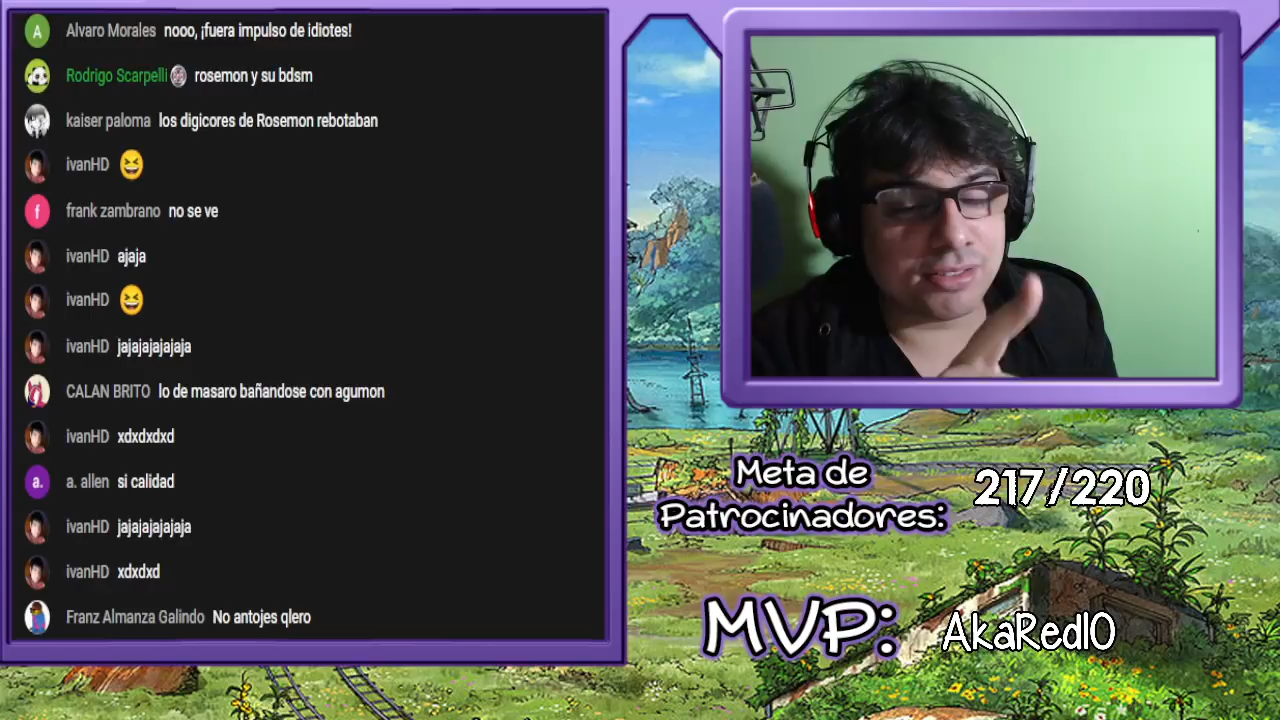 A Alvaro Morales nooo, ¡fuera impulso de idiotes!
Rodrigo Scarpelli rosemon y su bdsm
kaiser paloma los digicores de Rosemon rebotaban
ivanHD
f frank zambrano no se ve
ivanHD ajaja
ivanHD
ivanHD jajajajajajaja
CALAN BRITO lo de masaro bañandose con agumon
ivanHD xdxdxdxd
a. a. allen si calidad
ivanHD jajajajajajaja
ivanHD xdxdxd
Franz Almanza Galindo No antojes qlero
Meta de
Patrocinadores: 217/220
MVP: AkaRed10